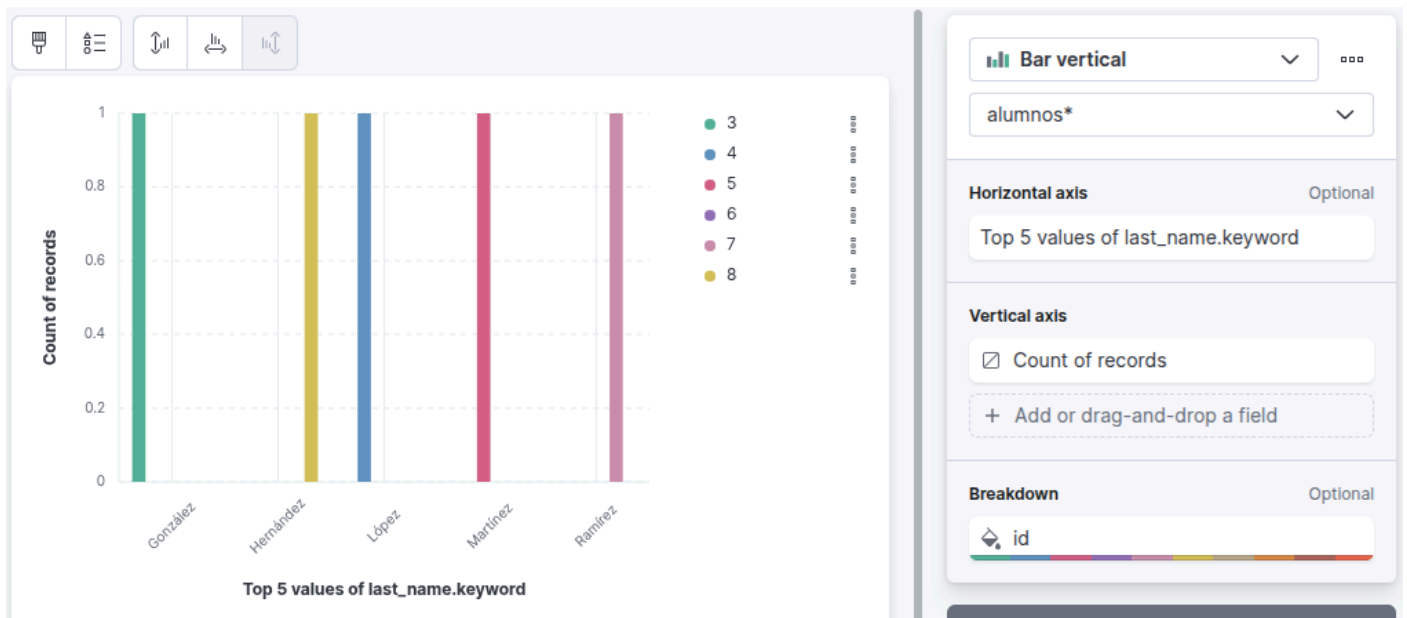 Bar vertical
alumnos*
1
0.8
0.6
0.4
0.2
0
Count of records
González
Hernández
López
Martínez
Ramírez
Top 5 values of last_name.keyword
3
4
5
6
7
8
Horizontal axis Optional
Top 5 values of last_name.keyword
Vertical axis
Count of records
+ Add or drag-and-drop a field
Breakdown Optional
id